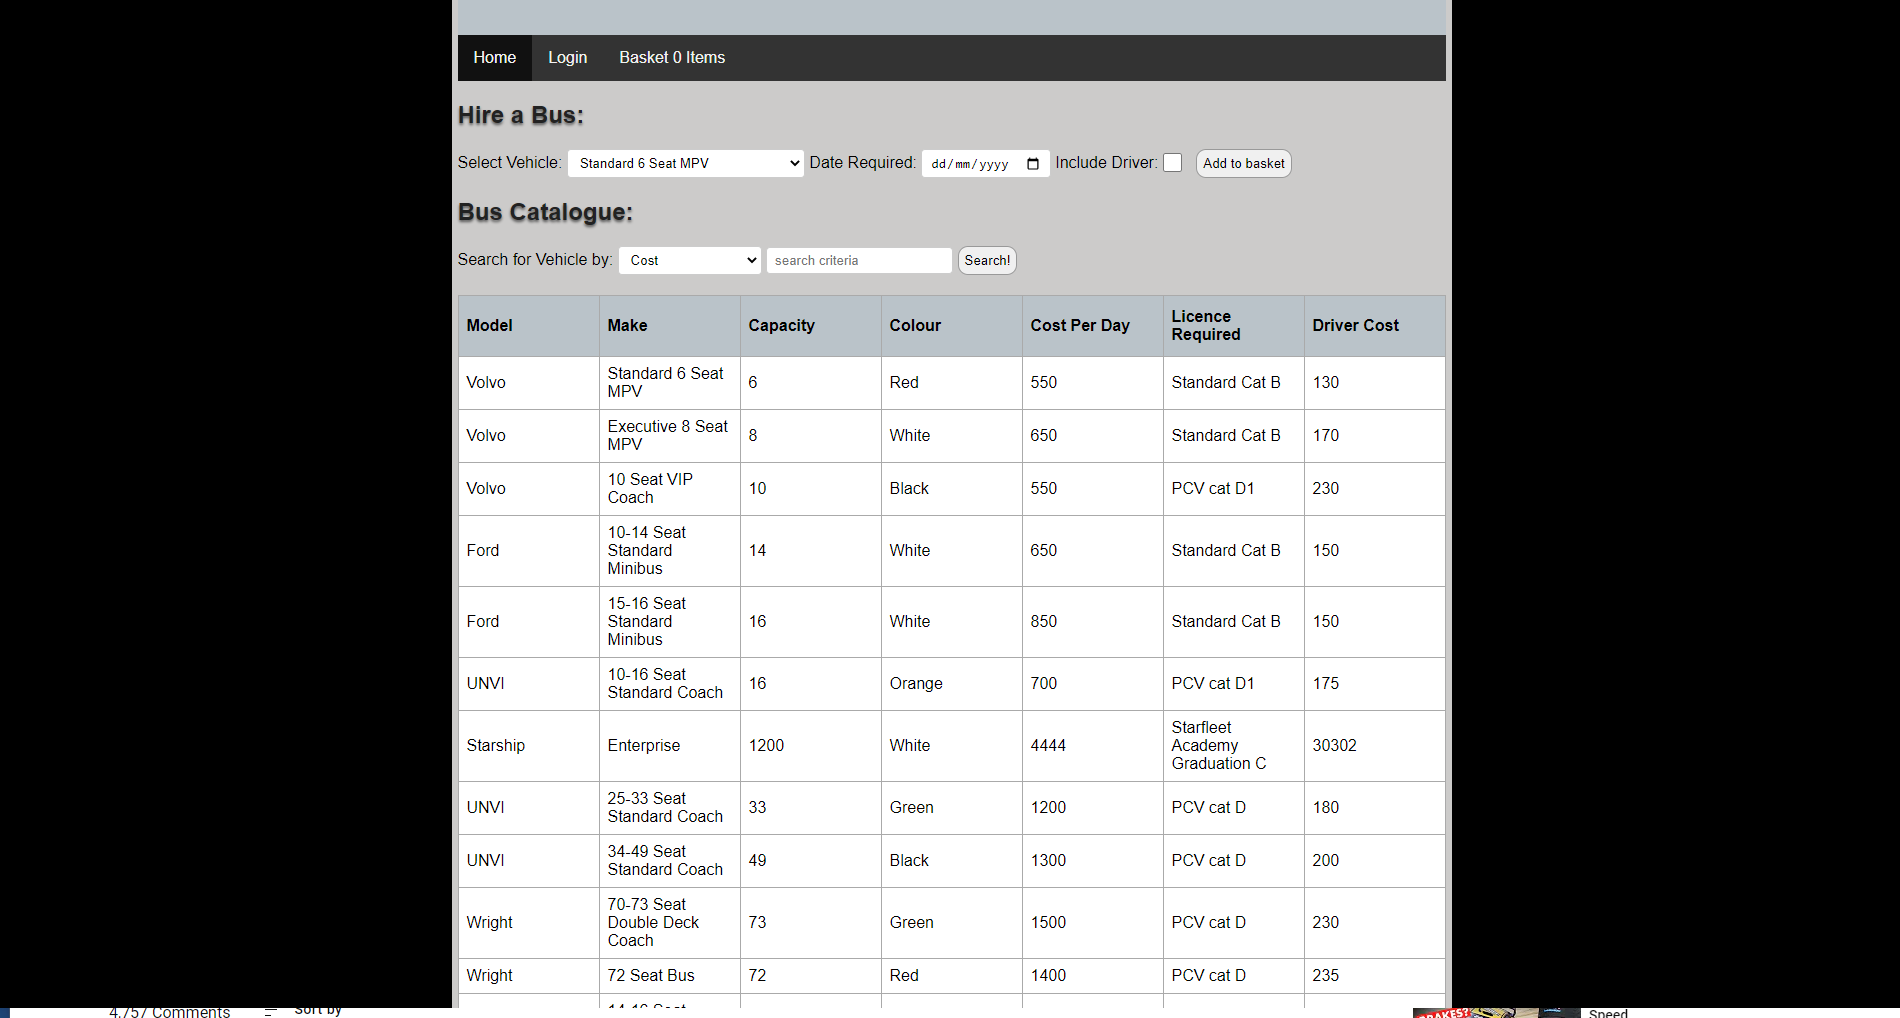 Home Login Basket 0 Items
Hire a Bus:
Select Vehicle: Standard 6 Seat MPV Date Required: dd/mm/yyyy Include Driver: Add to basket
Bus Catalogue:
Search for Vehicle by: Cost search criteria Search!
Model Make Capacity Colour Cost Per Day Licence Required Driver Cost
Volvo Standard 6 Seat MPV 6 Red 550 Standard Cat B 130
Volvo Executive 8 Seat MPV 8 White 650 Standard Cat B 170
Volvo 10 Seat VIP Coach 10 Black 550 PCV cat D1 230
Ford 10-14 Seat Standard Minibus 14 White 650 Standard Cat B 150
Ford 15-16 Seat Standard Minibus 16 White 850 Standard Cat B 150
UNVI 10-16 Seat Standard Coach 16 Orange 700 PCV cat D1 175
Starship Enterprise 1200 White 4444 Starfleet Academy Graduation C 30302
UNVI 25-33 Seat Standard Coach 33 Green 1200 PCV cat D 180
UNVI 34-49 Seat Standard Coach 49 Black 1300 PCV cat D 200
Wright 70-73 Seat Double Deck Coach 73 Green 1500 PCV cat D 230
Wright 72 Seat Bus 72 Red 1400 PCV cat D 235
4,757 Comments Sort by
BRAKES? Speed